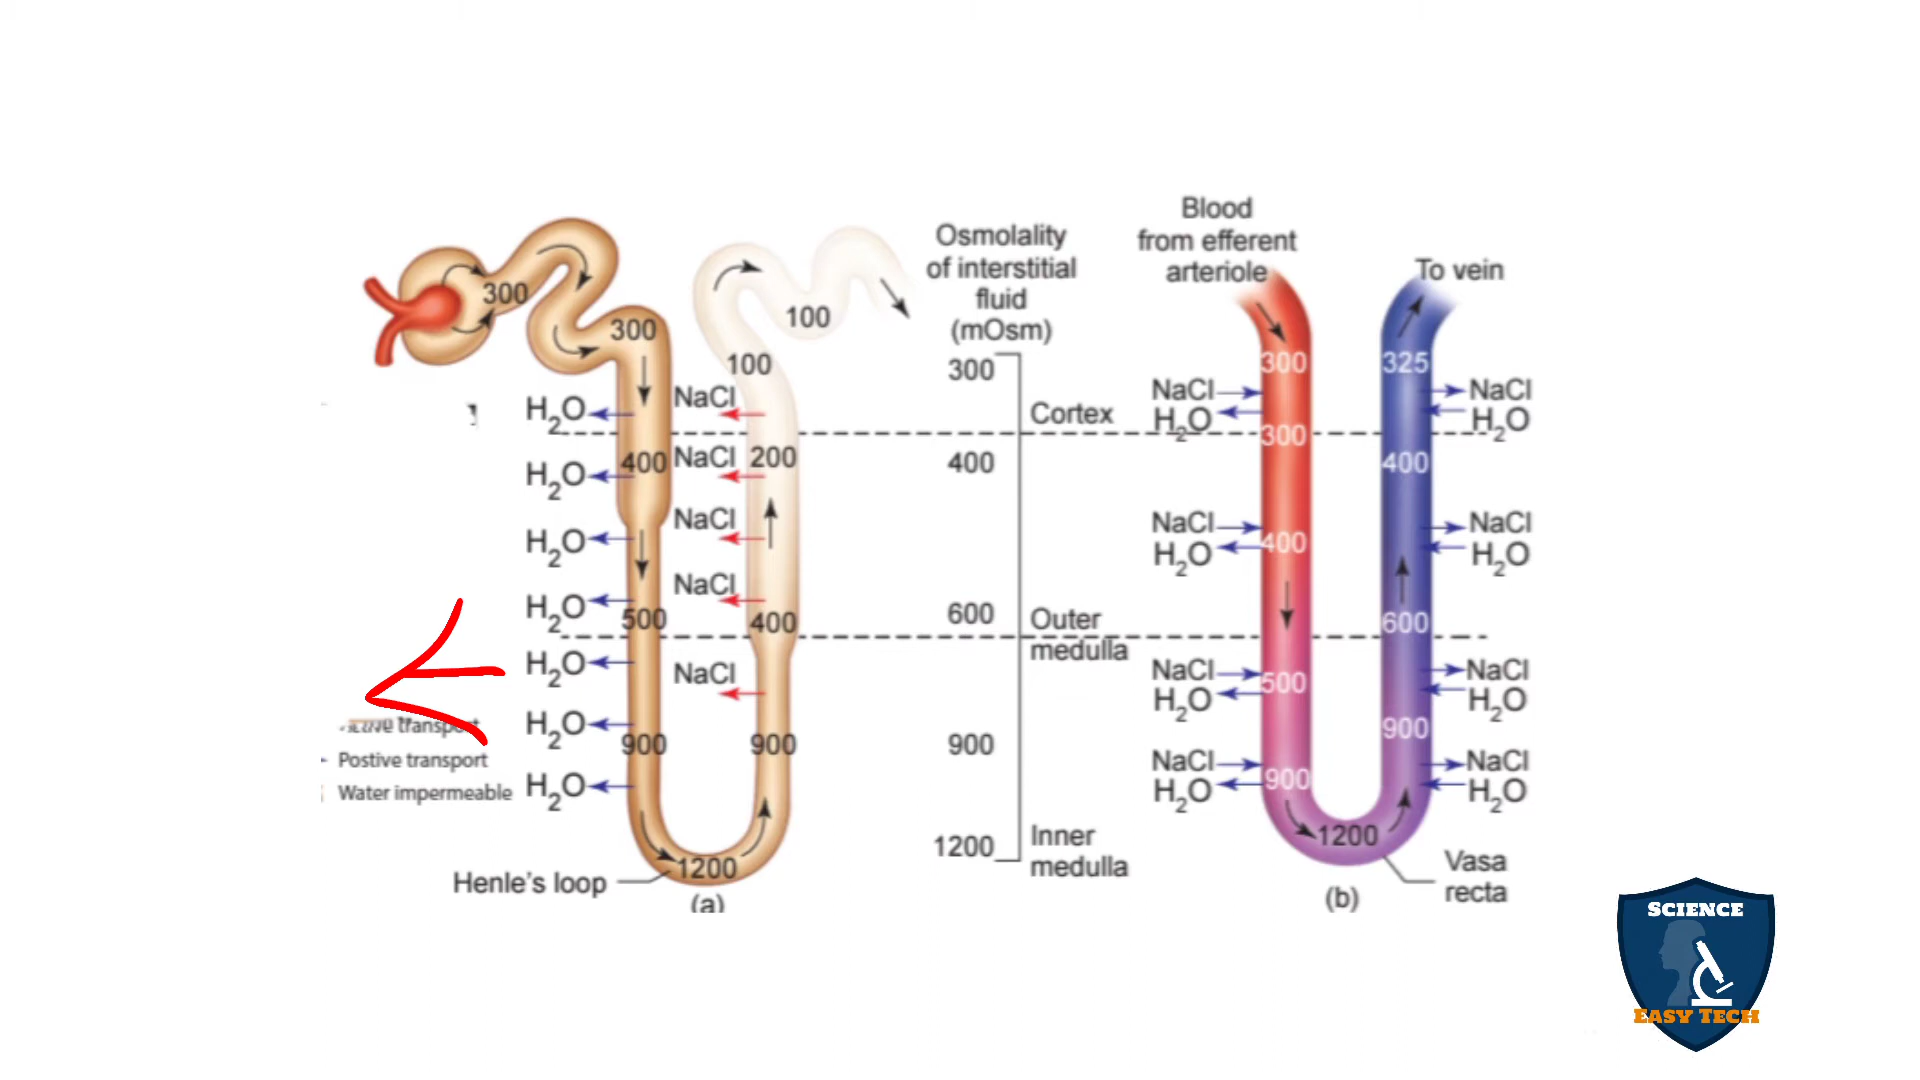 300
300
H2O
H2O
H2O
H2O
H2O
H2O
H2O
400
500
900
1200
NaCl
NaCl
NaCl
NaCl
NaCl
900
400
200
100
100
Henle's loop
(a)
transport
Postive transport
Water impermeable
Osmolality
of interstitial
fluid
(mOsm)
300
400
600
900
1200
Cortex
Outer
medulla
Inner
medulla
Blood
from efferent
arteriole
To vein
NaCl
H2O
NaCl
H2O
NaCl
H2O
NaCl
H2O
300
300
400
500
900
1200
900
600
400
325
NaCl
H2O
NaCl
H2O
NaCl
H2O
NaCl
H2O
Vasa
recta
(b)
SCIENCE
EASY TECH